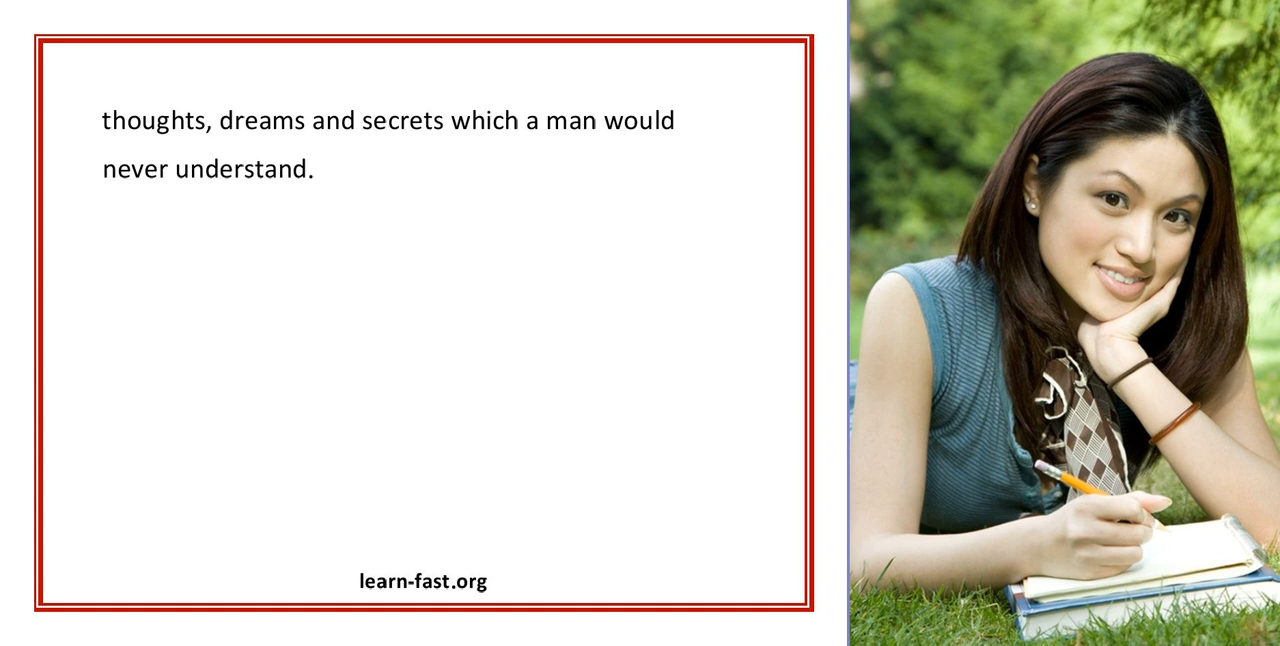 thoughts, dreams and secrets which a man would
never understand.
learn-fast.org